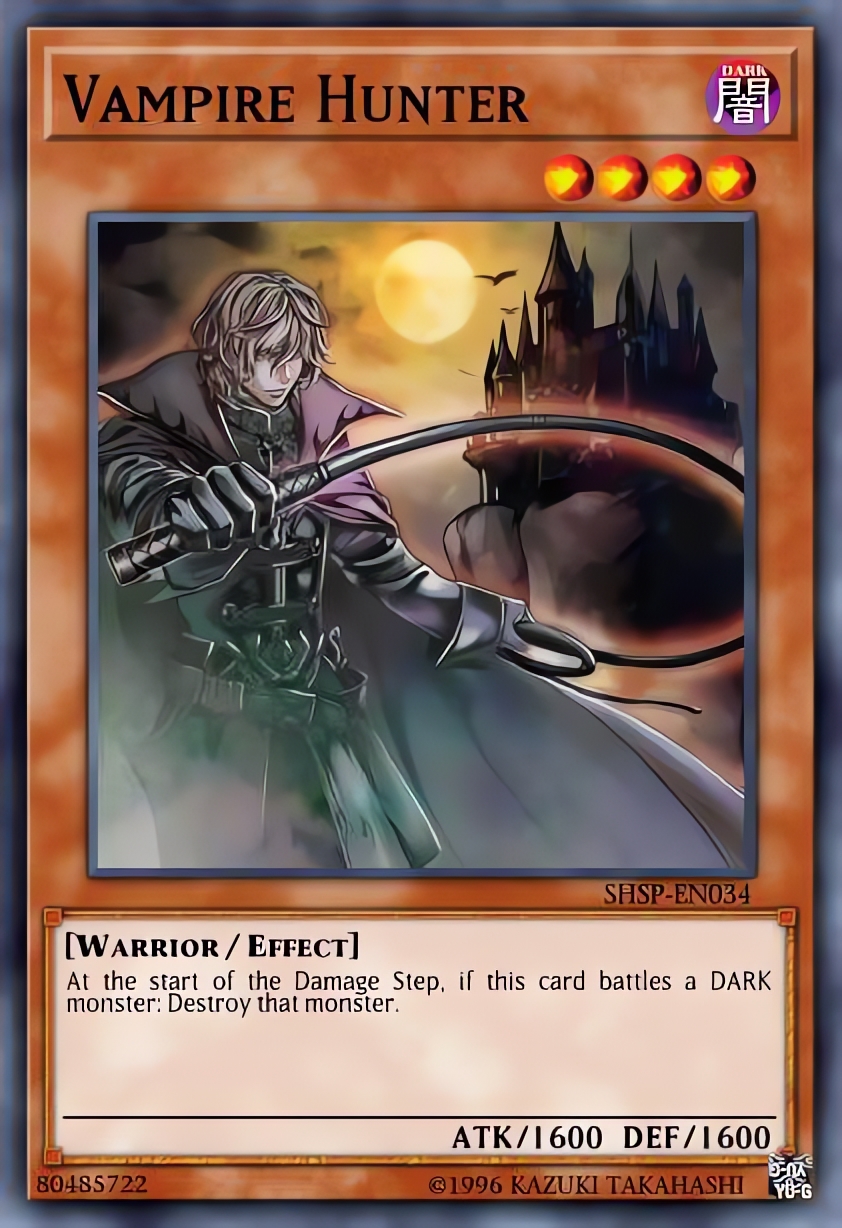 Vampire Hunter
DARK
闇
SHSP-EN034
[Warrior / Effect]
At the start of the Damage Step, if this card battles a DARK
monster: Destroy that monster.
ATK/1600 DEF/1600
80485722
©1996 KAZUKI TAKAHASHI